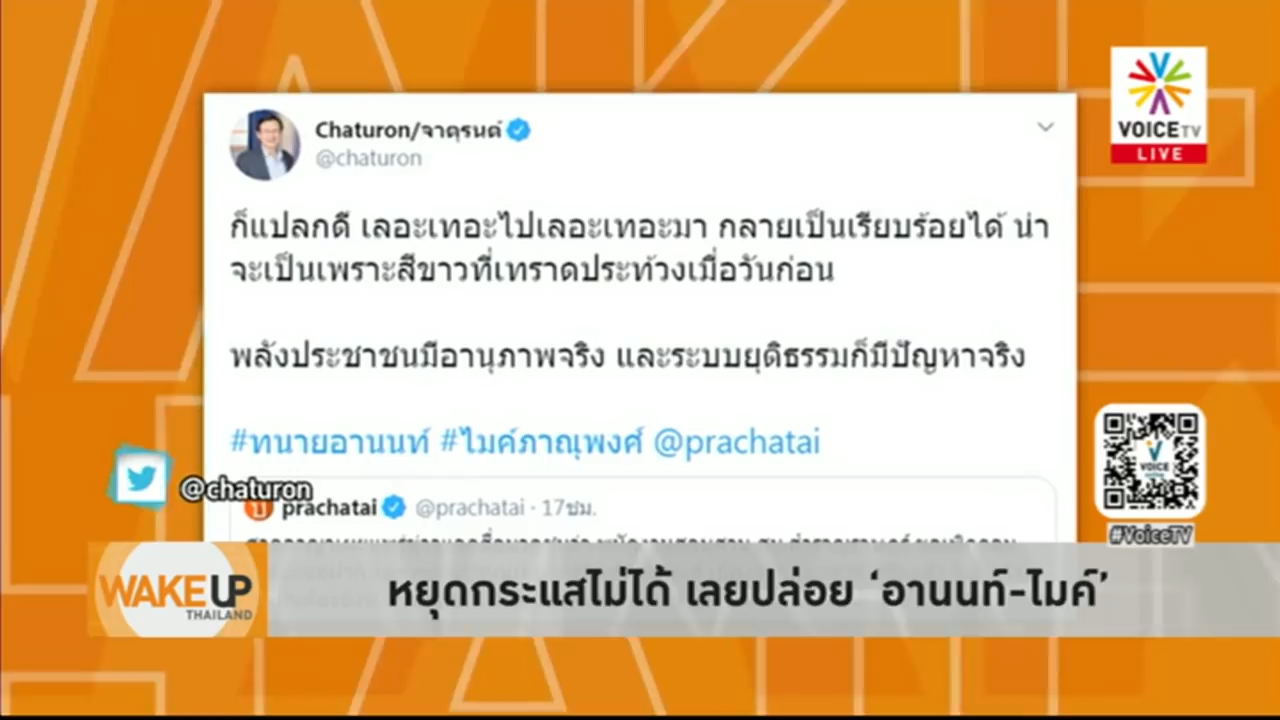 VOICE TV
LIVE
Chaturon/จาตุรนต์
@chaturon
ก็แปลกดี เลอะเทอะไปเลอะเทอะมา กลายเป็นเรียบร้อยได้ น่า
จะเป็นเพราะสีขาวที่เทราดประท้วงเมื่อวันก่อน
พลังประชาชนมีอานุภาพจริง และระบบยุติธรรมก็มีปัญหาจริง
#ทนายอานนท์ #ไมค์ภาณุพงศ์ @prachatai
@chaturon
prachatai @prachatai · 17ชม.
VOICE
#VoiceTV
WAKE UP
THAILAND
หยุดกระแสไม่ได้ เลยปล่อย ‘อานนท์-ไมค์’